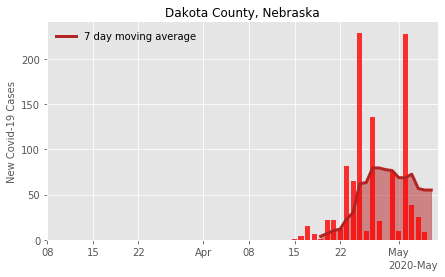 Dakota County, Nebraska
7 day moving average
New Covid-19 Cases
200
150
100
50
0
08 15 22 Apr 08 15 22 May
2020-May